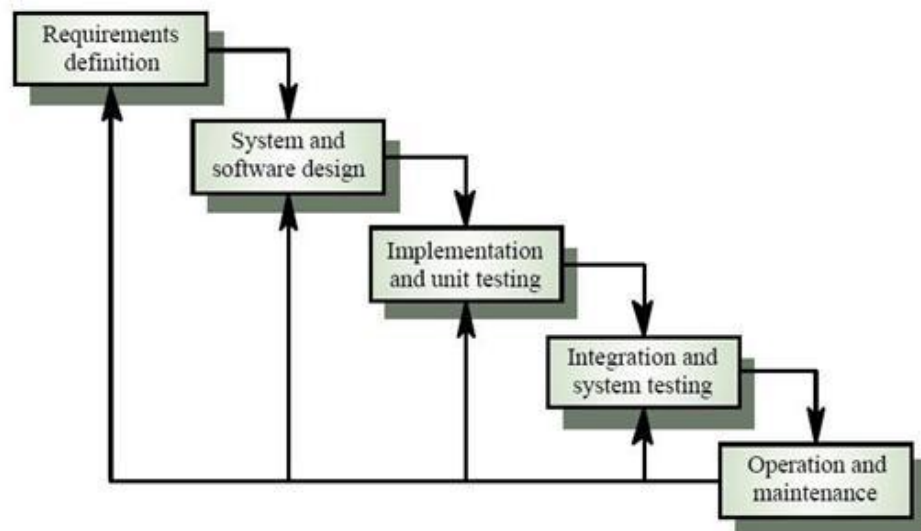 Requirements
definition
System and
software design
Implementation
and unit testing
Integration and
system testing
Operation and
maintenance